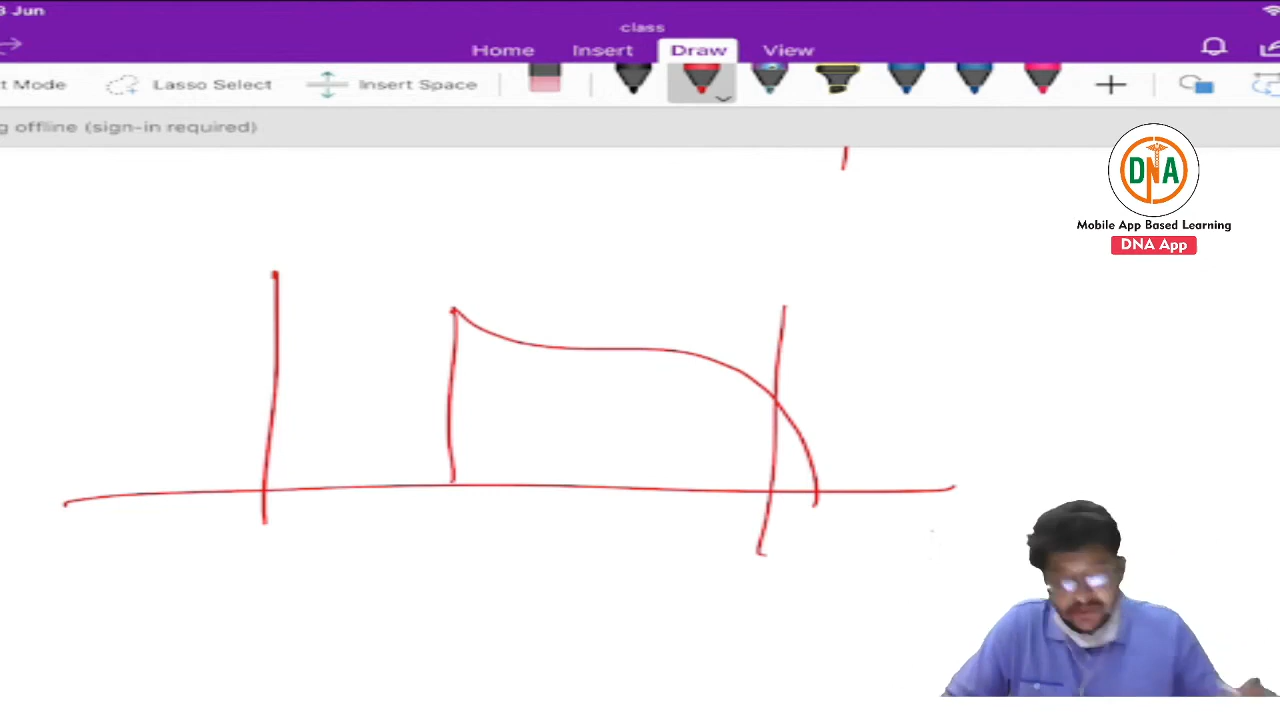 3 Jun
class
Home Insert Draw View
t Mode Lasso Select Insert Space
g offline (sign-in required)
DNA
Mobile App Based Learning
DNA App